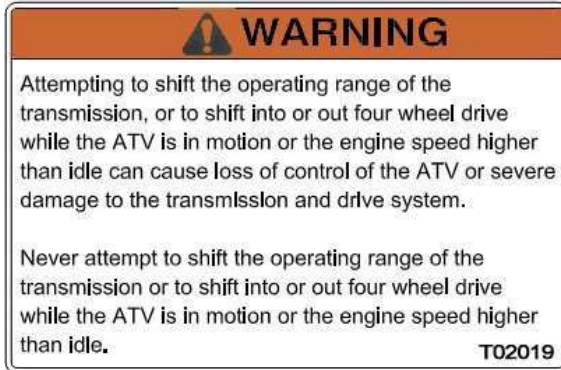 WARNING
Attempting to shift the operating range of the
transmission, or to shift into or out four wheel drive
while the ATV is in motion or the engine speed higher
than idle can cause loss of control of the ATV or severe
damage to the transmission and drive system.
Never attempt to shift the operating range of the
transmission or to shift into or out four wheel drive
while the ATV is in motion or the engine speed higher
than idle.
T02019